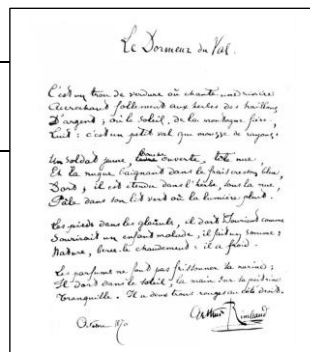 Le Dormeur du Val.
C'est un trou de verdure où chante une rivière
Accrochant follement aux herbes des haillons
D'argent ; où le soleil, de la montagne fière,
Luit : c'est un petit val qui mousse de rayons.
Un soldat jeune, bouche ouverte, tête nue,
Et la nuque baignant dans le frais cresson bleu,
Dort ; il est étendu dans l'herbe, sous la nue,
Pâle dans son lit vert où la lumière pleut.
Les pieds dans les glaïeuls, il dort. Souriant comme
Sourirait un enfant malade, il fait un somme :
Nature, berce-le chaudement : il a froid.
Les parfums ne font pas frissonner sa narine ;
Il dort dans le soleil, la main sur sa poitrine
Tranquille. Il a deux trous rouges au côté droit.
Arthur Rimbaud
Octobre 1870